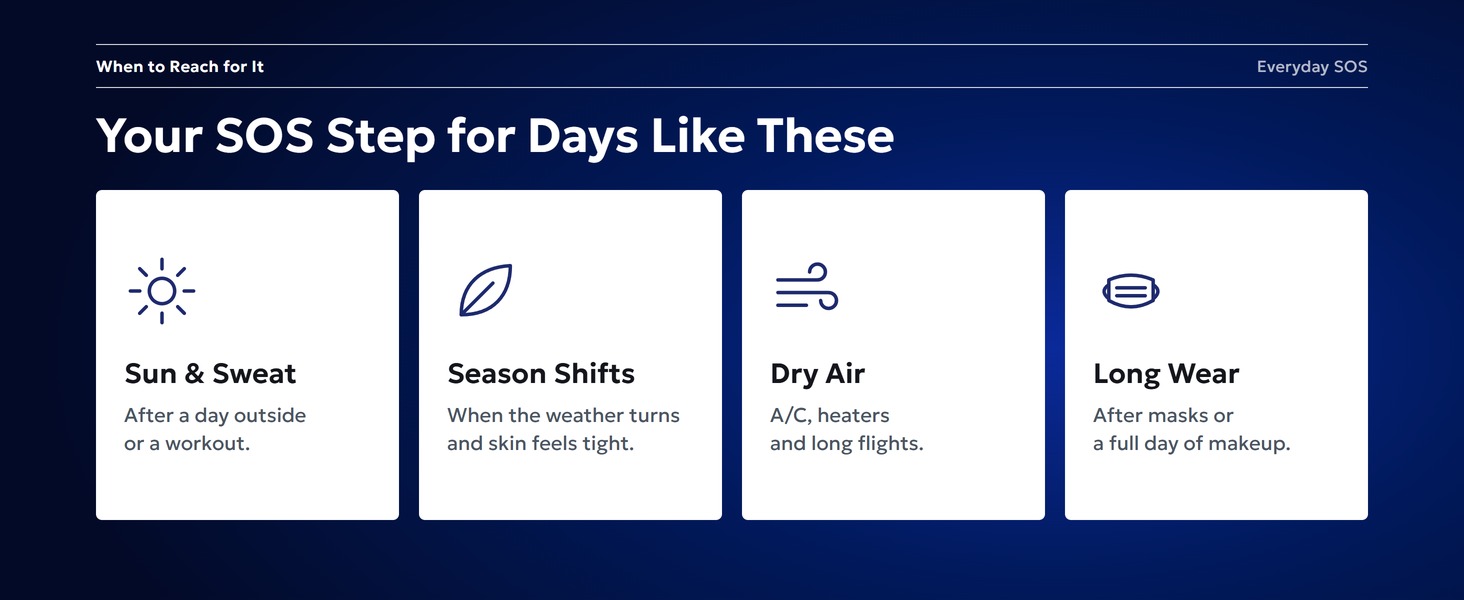 When to Reach for It
Everyday SOS
Your SOS Step for Days Like These
Sun & Sweat
After a day outside
or a workout.
Season Shifts
When the weather turns
and skin feels tight.
Dry Air
A/C, heaters
and long flights.
Long Wear
After masks or
a full day of makeup.